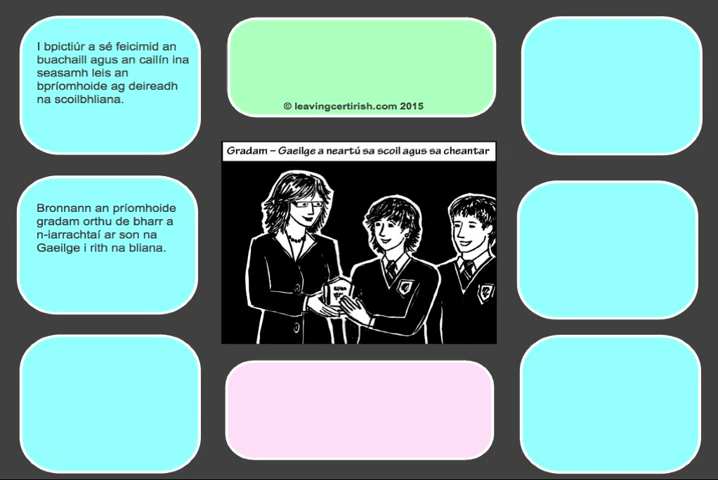 I bpictiúr a sé feicimid an
buachaill agus an cailín ina
seasamh leis an
bpríomhoide ag deireadh
na scoilbhliana.
© leavingcertirish.com 2015
Gradam – Gaeilge a neartú sa scoil agus sa cheantar
Bronnann an príomhoide
gradam orthu de bharr a
n-iarrachtaí ar son na
Gaeilge i rith na bliana.